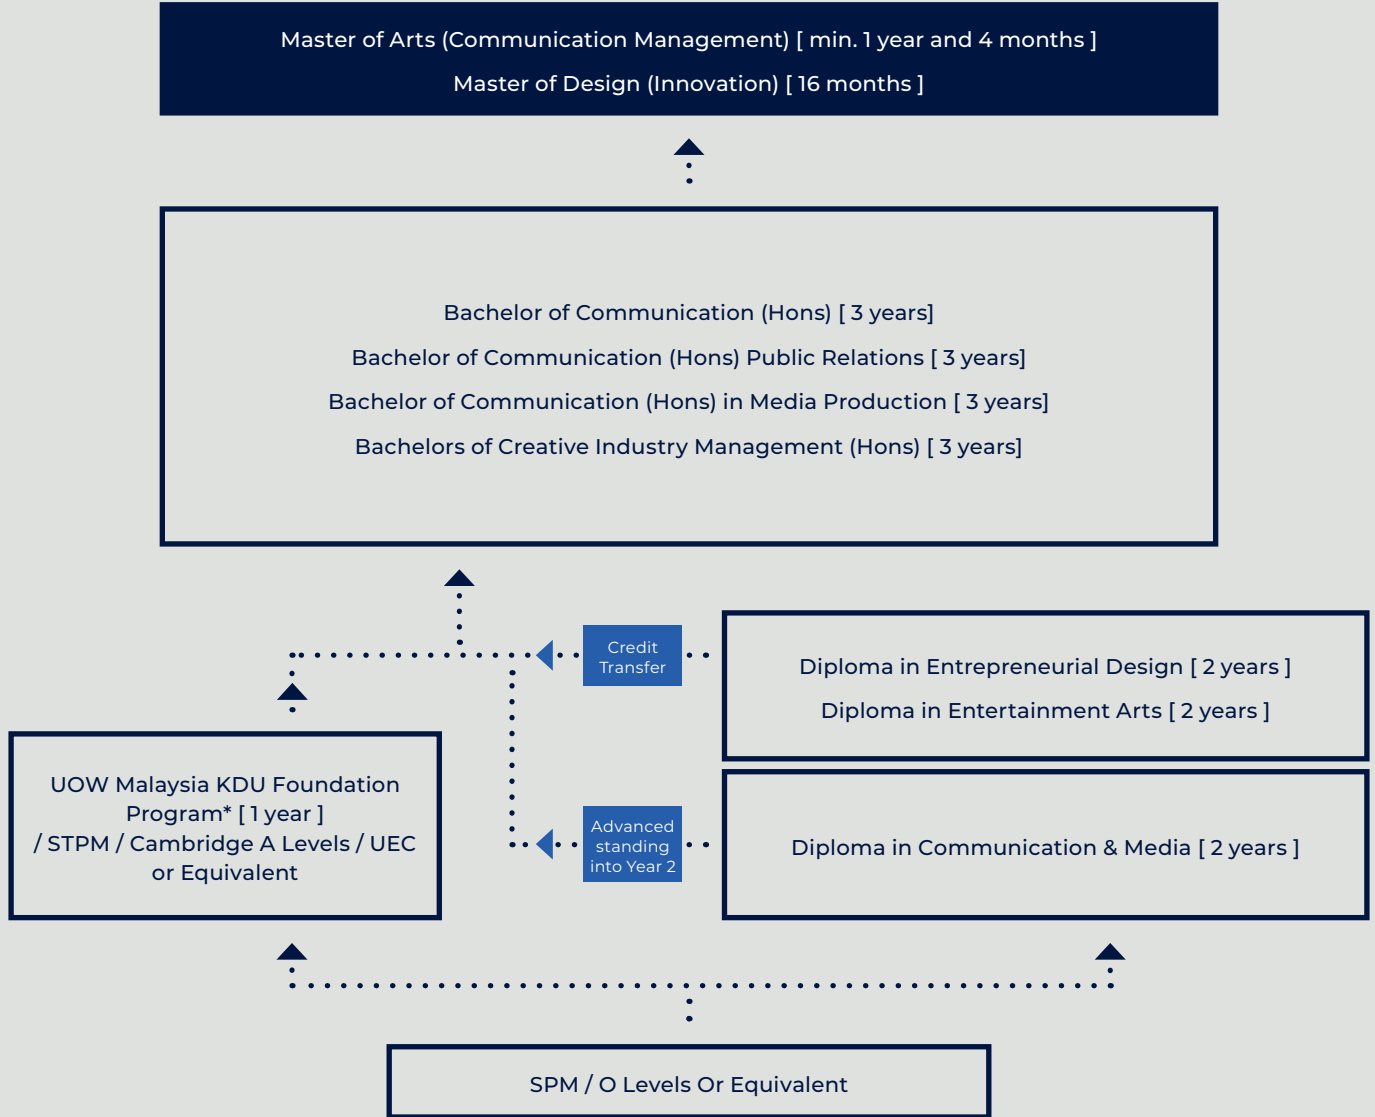 Master of Arts (Communication Management) [ min. 1 year and 4 months ]
Master of Design (Innovation) [ 16 months ]
Bachelor of Communication (Hons) [ 3 years]
Bachelor of Communication (Hons) Public Relations [ 3 years]
Bachelor of Communication (Hons) in Media Production [ 3 years]
Bachelors of Creative Industry Management (Hons) [ 3 years]
Credit
Transfer
Diploma in Entrepreneurial Design [ 2 years ]
Diploma in Entertainment Arts [ 2 years ]
UOW Malaysia KDU Foundation
Program* [ 1 year ]
/ STPM / Cambridge A Levels / UEC
or Equivalent
Advanced
standing
into Year 2
Diploma in Communication & Media [ 2 years ]
SPM / O Levels Or Equivalent